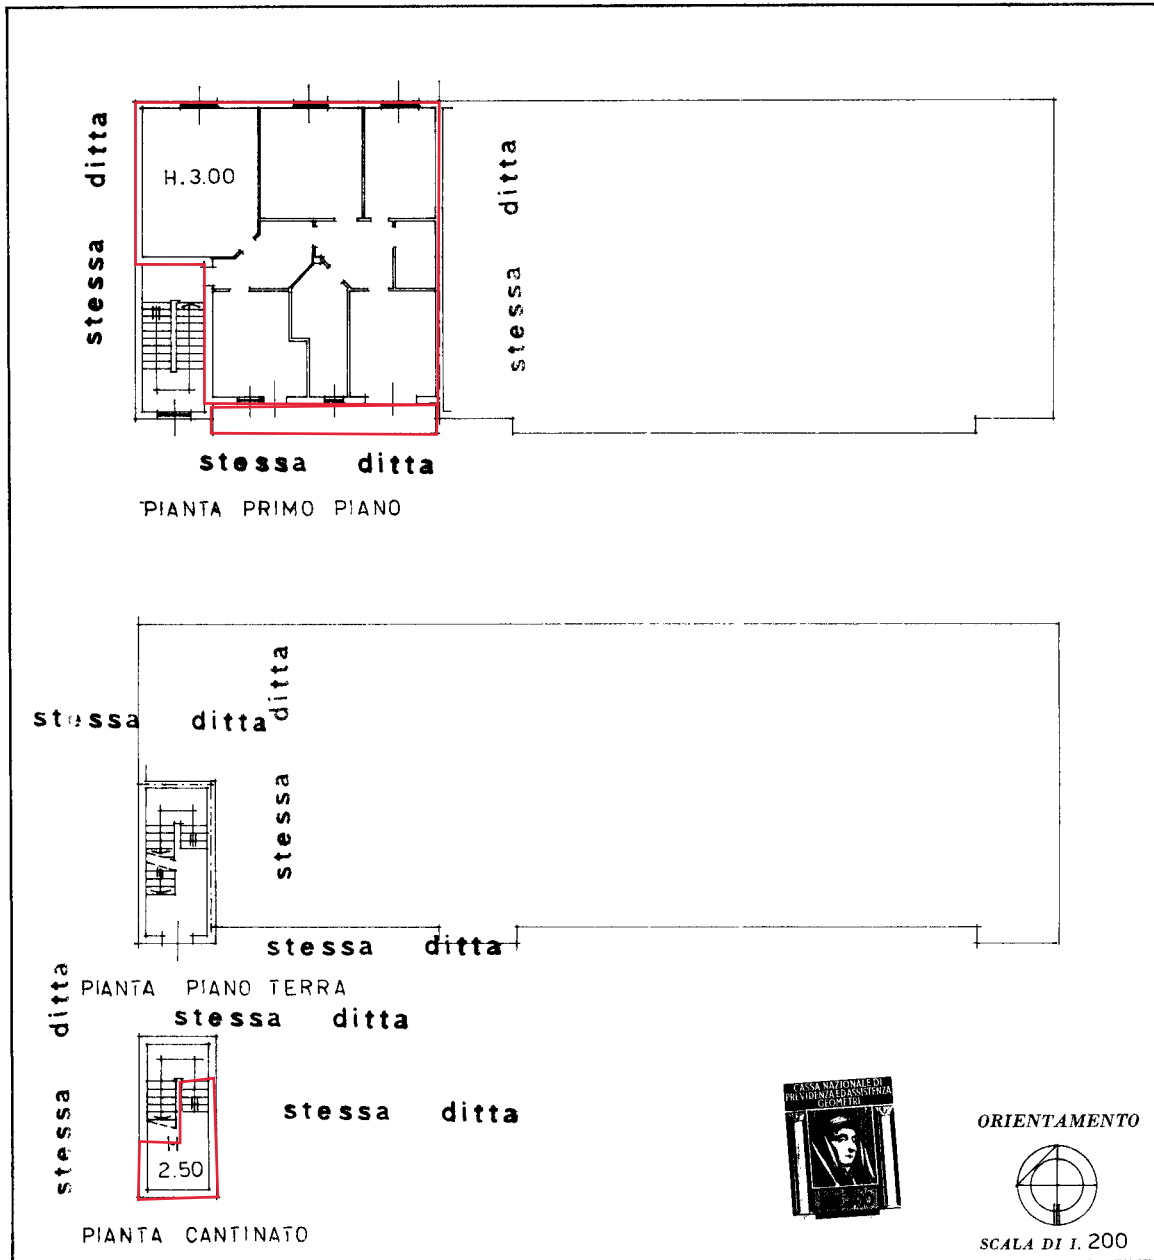 stessa ditta
H.3.00
stessa ditta
stessa ditta
PIANTA PRIMO PIANO
stessa ditta
stessa ditta
stessa ditta
PIANTA PIANO TERRA
stessa ditta
stessa ditta
stessa ditta
2.50
PIANTA CANTINATO
CASSA NAZIONALE DI
PREVIDENZA ED ASSISTENZA
GEOMETRI
ORIENTAMENTO
SCALA DI 1. 200